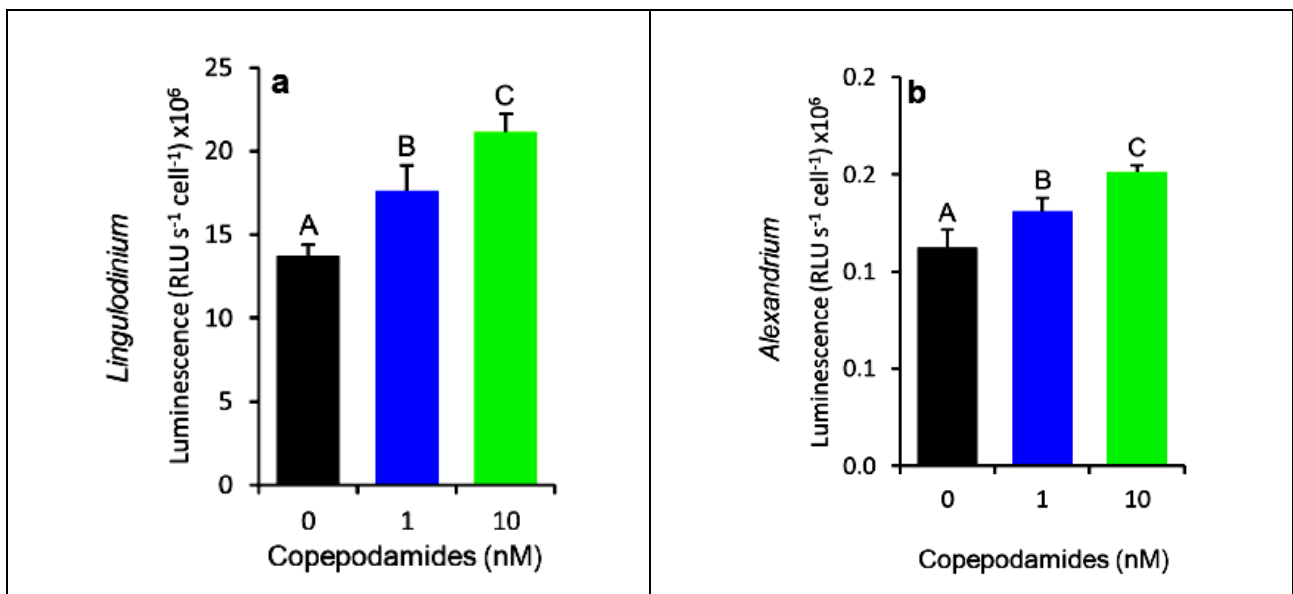 a
Lingulodinium
Luminescence (RLU s⁻¹ cell⁻¹) x10⁶
25
20
15
10
5
0
A
B
C
0 1 10
Copepodamides (nM)
b
Alexandrium
Luminescence (RLU s⁻¹ cell⁻¹) x10⁶
0.2
0.2
0.1
0.1
0.0
A
B
C
0 1 10
Copepodamides (nM)